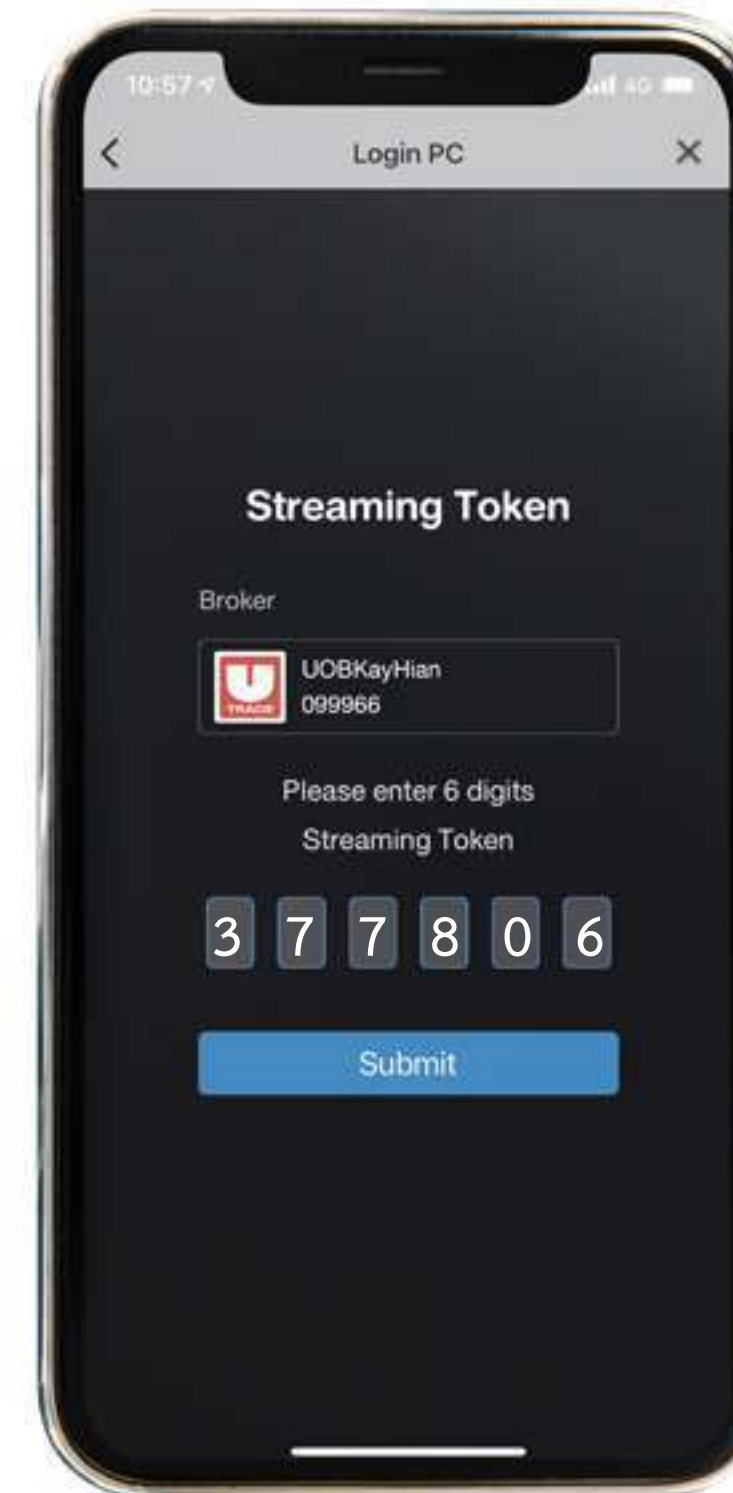 10:57
4G
Login PC
Streaming Token
Broker
UOBKayHian
U
TRADE
099966
Please enter 6 digits
Streaming Token
3 7 7 8 0 6
Submit